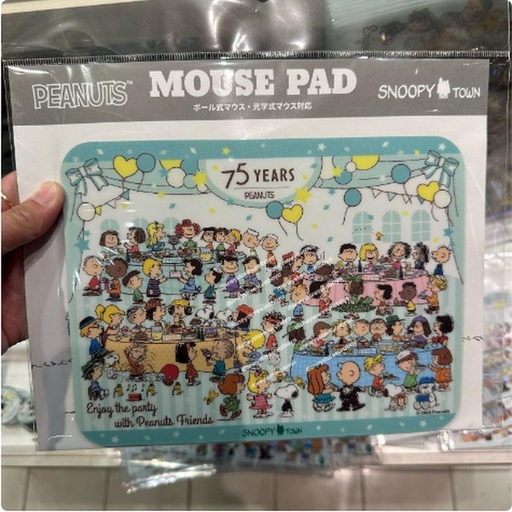 PEANUTS™
MOUSE PAD
ボール式マウス・光学式マウス対応
SNOOPY TOWN
75 YEARS
PEANUTS
Enjoy the party
with Peanuts Friends
SNOOPY TOWN